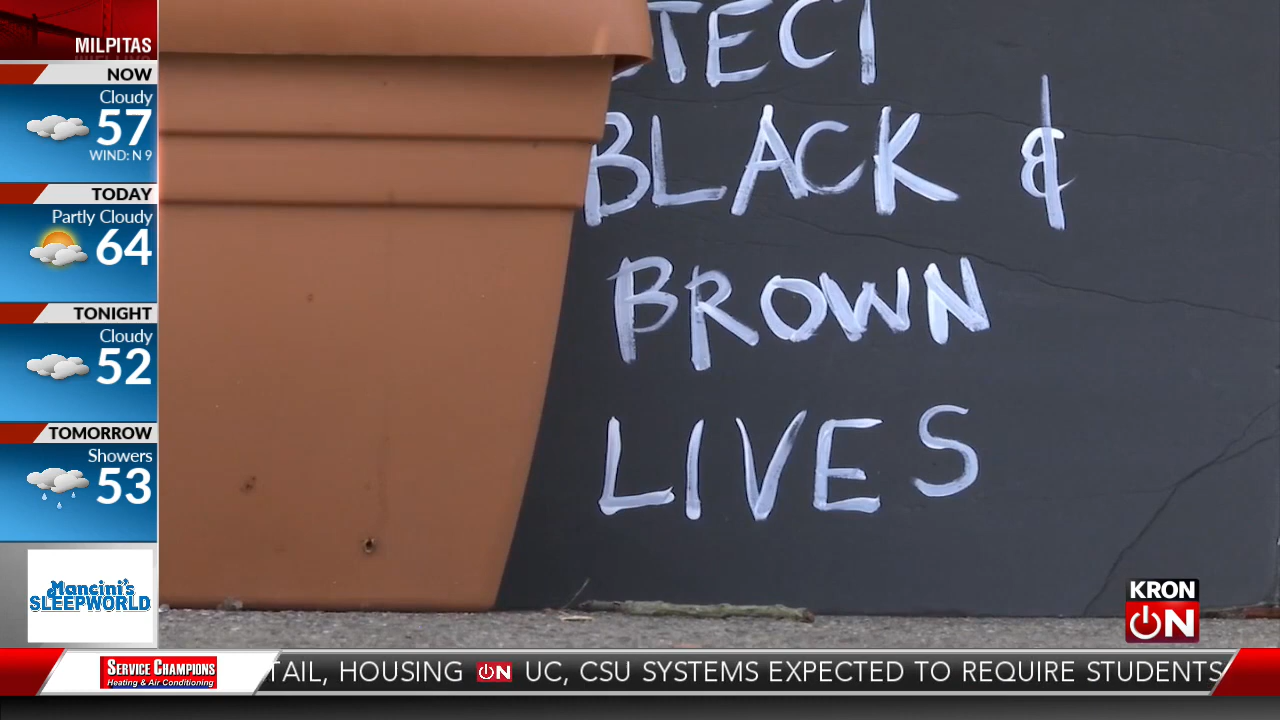 MILPITAS
NOW
Cloudy
57
WIND: N 9
TODAY
Partly Cloudy
64
TONIGHT
Cloudy
52
TOMORROW
Showers
53
Mancini's
SLEEPWORLD
TECT
BLACK &
BROWN
LIVES
KRON
ON
SERVICE CHAMPIONS
Heating & Air Conditioning
TAIL, HOUSING ON UC, CSU SYSTEMS EXPECTED TO REQUIRE STUDENTS